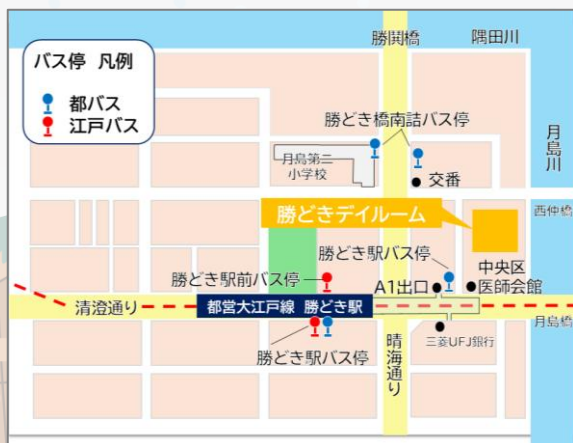 勝鬨橋
隅田川
バス停 凡例
都バス
江戸バス
勝どき橋南詰バス停
月島川
月島第二
小学校
交番
西仲橋
勝どきデイルーム
勝どき駅バス停
勝どき駅前バス停
A1出口
中央区
医師会館
清澄通り
都営大江戸線 勝どき駅
月島橋
勝どき駅バス停
晴海通り
三菱UFJ銀行